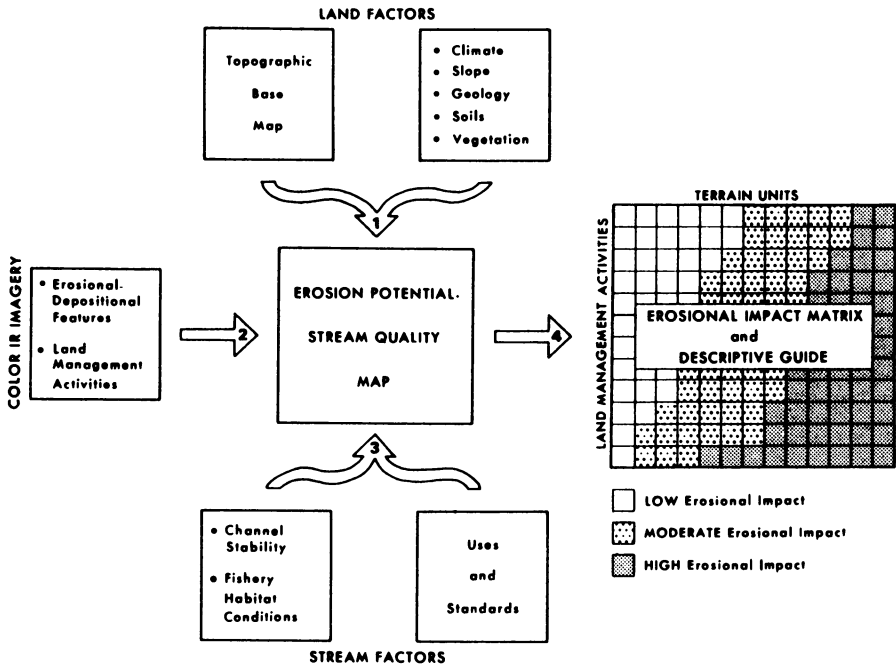 LAND FACTORS
Topographic
Base
Map
• Climate
• Slope
• Geology
• Soils
• Vegetation
1
COLOR IR IMAGERY
• Erosional-
Depositional
Features
• Land
Management
Activities
2
EROSION POTENTIAL-
STREAM QUALITY
MAP
4
TERRAIN UNITS
LAND MANAGEMENT ACTIVITIES
EROSIONAL IMPACT MATRIX
and
DESCRIPTIVE GUIDE
LOW Erosional Impact
MODERATE Erosional Impact
HIGH Erosional Impact
3
• Channel
Stability
• Fishery
Habitat
Conditions
Uses
and
Standards
STREAM FACTORS